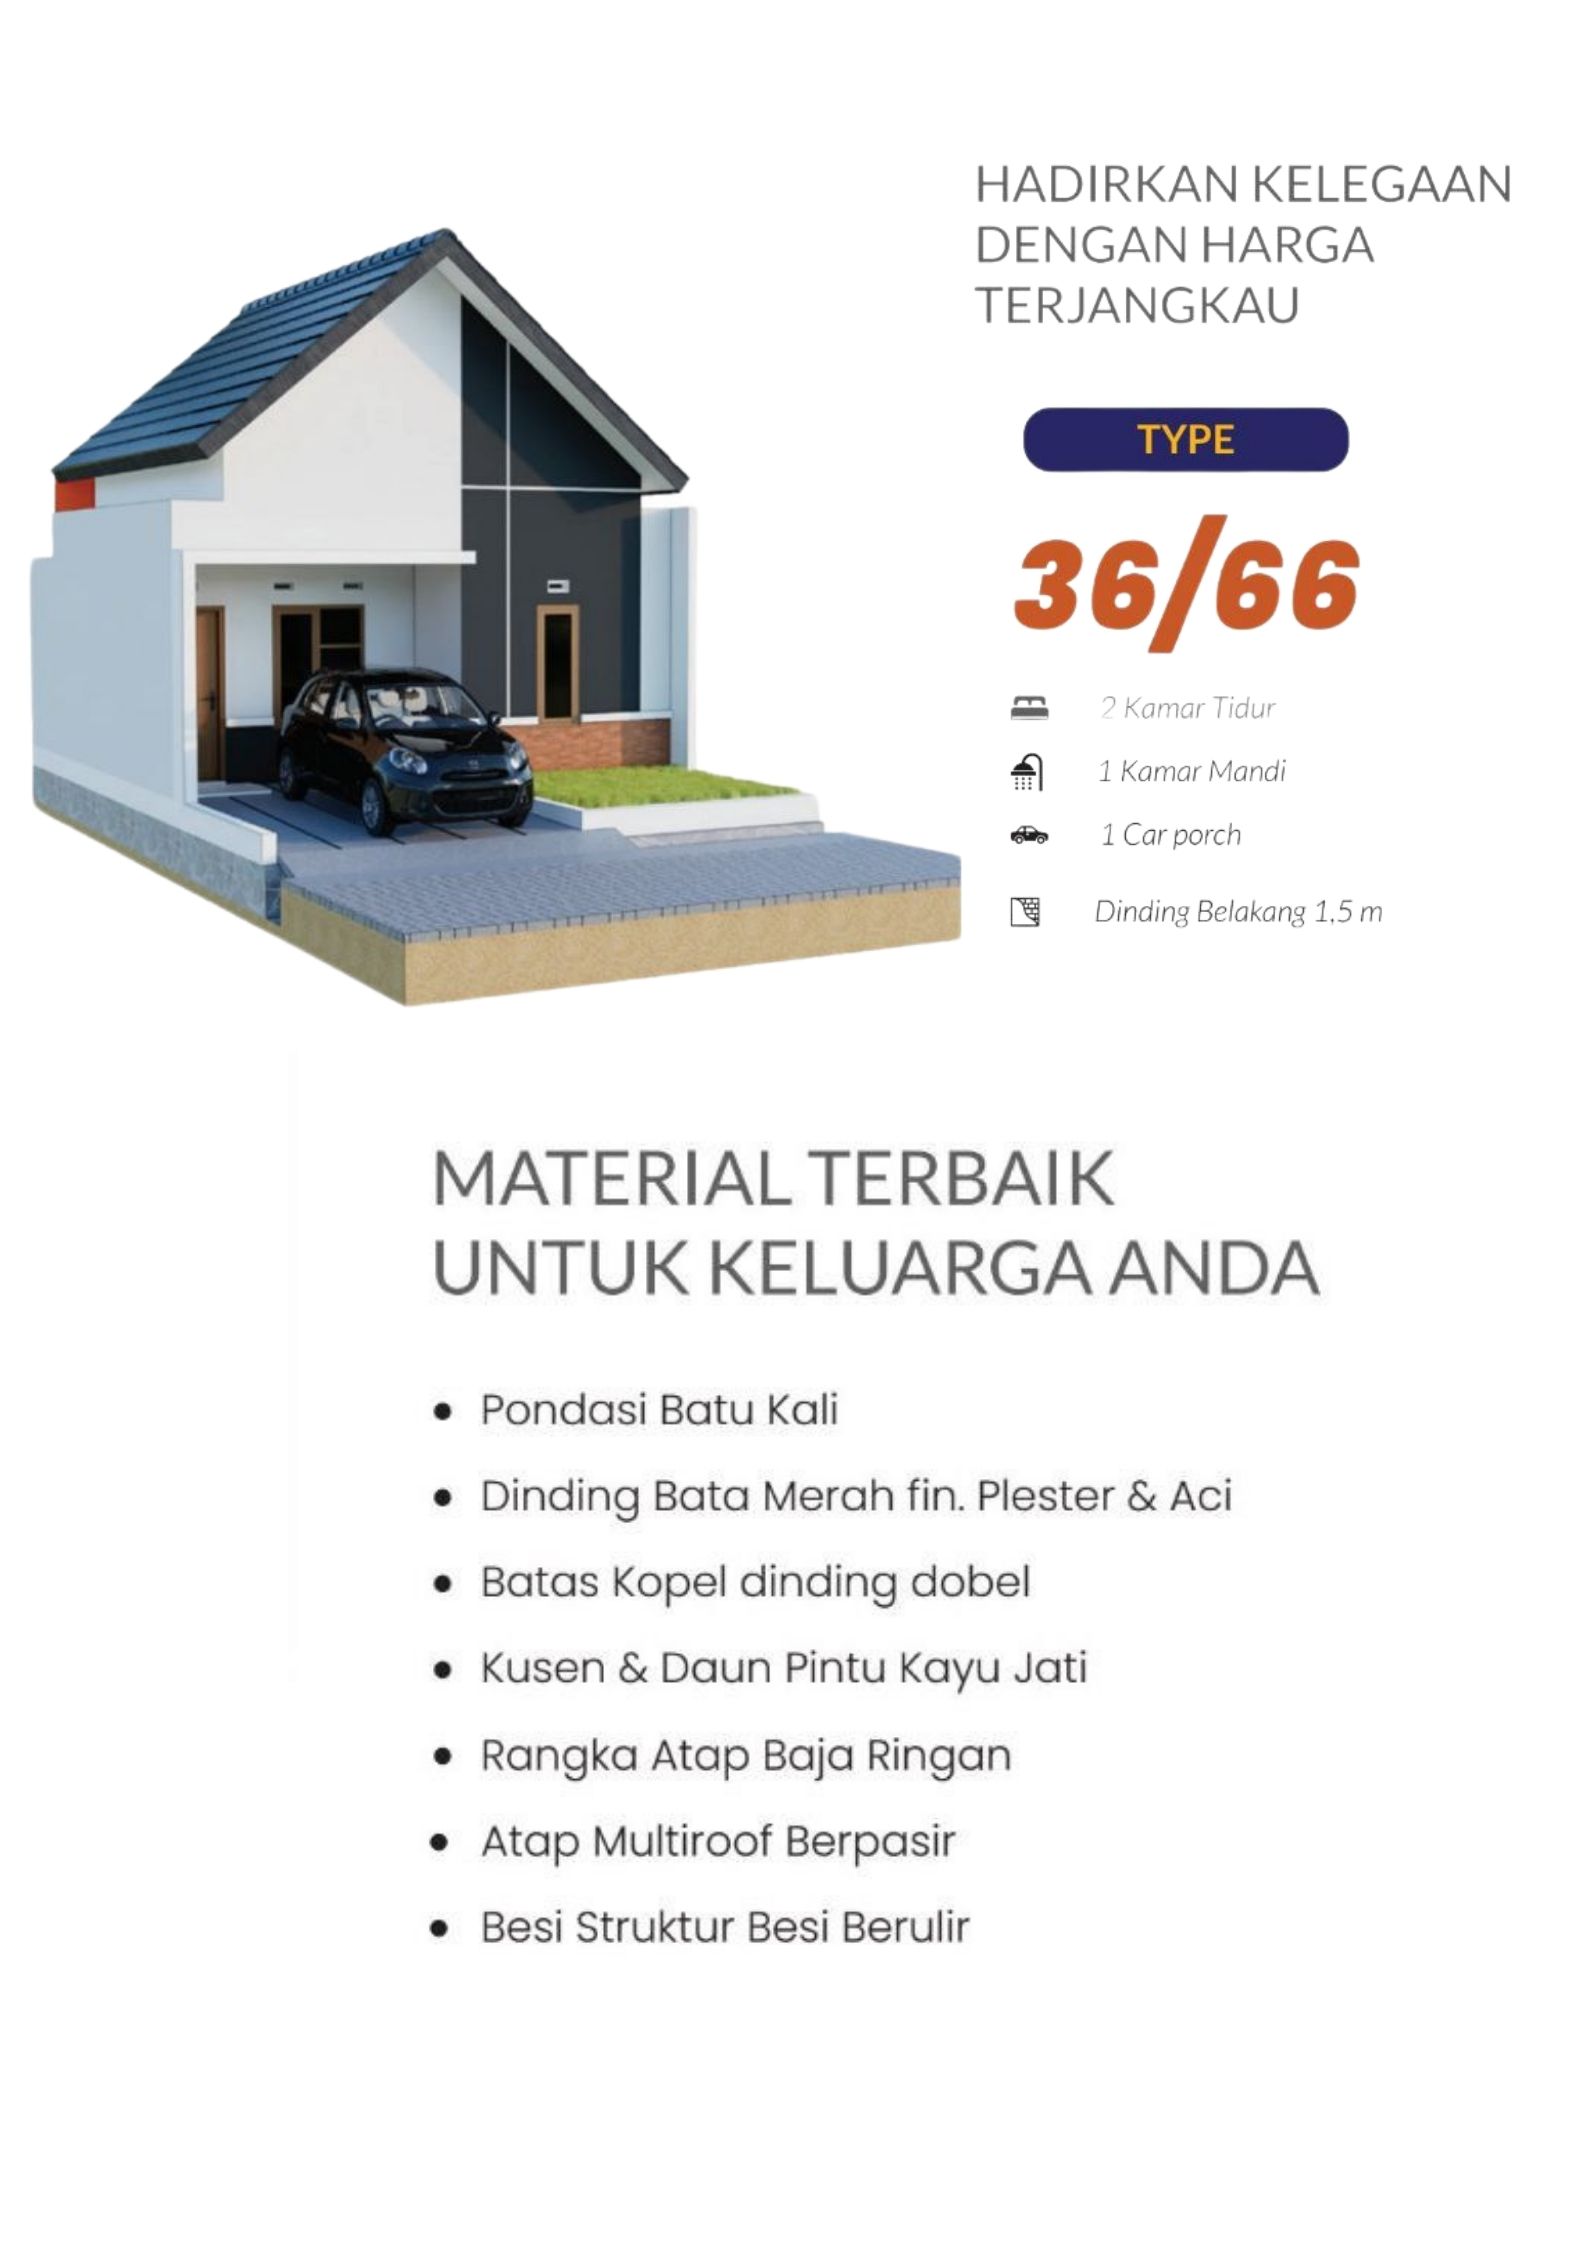 HADIRKAN KELEGAAN
DENGAN HARGA
TERJANGKAU
TYPE
36/66
2 Kamar Tidur
1 Kamar Mandi
1 Car porch
Dinding Belakang 1,5 m
MATERIAL TERBAIK
UNTUK KELUARGA ANDA
• Pondasi Batu Kali
• Dinding Bata Merah fin. Plester & Aci
• Batas Kopel dinding dobel
• Kusen & Daun Pintu Kayu Jati
• Rangka Atap Baja Ringan
• Atap Multiroof Berpasir
• Besi Struktur Besi Berulir